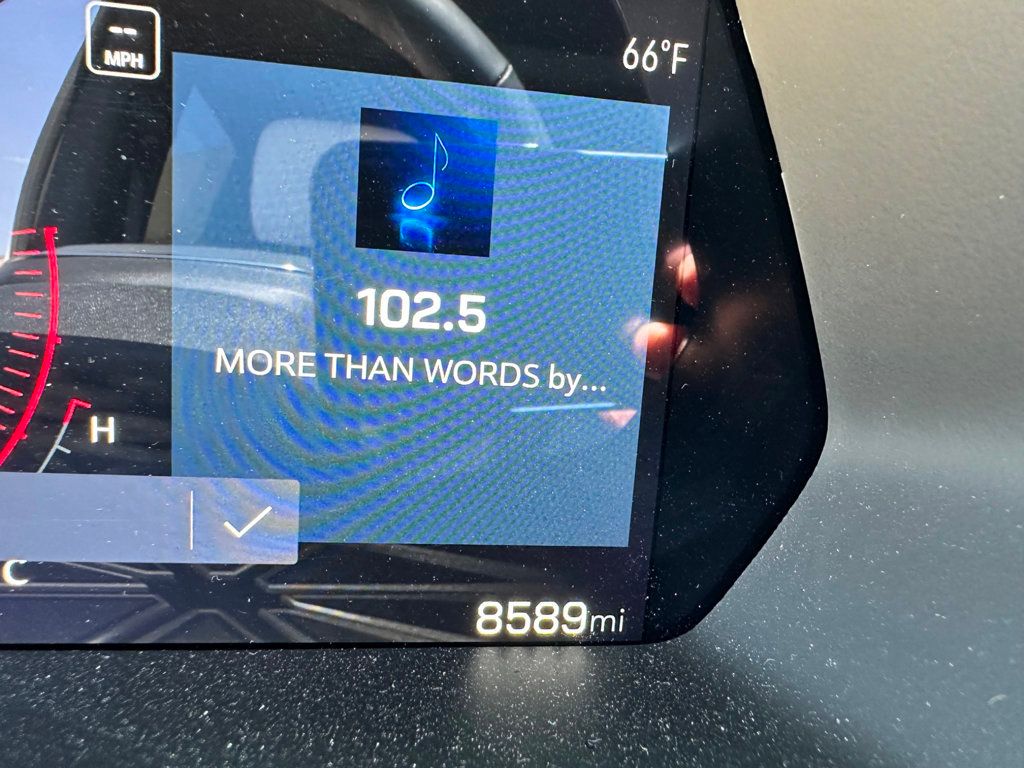 --
MPH
66°F
102.5
MORE THAN WORDS by...
H
C
8589mi